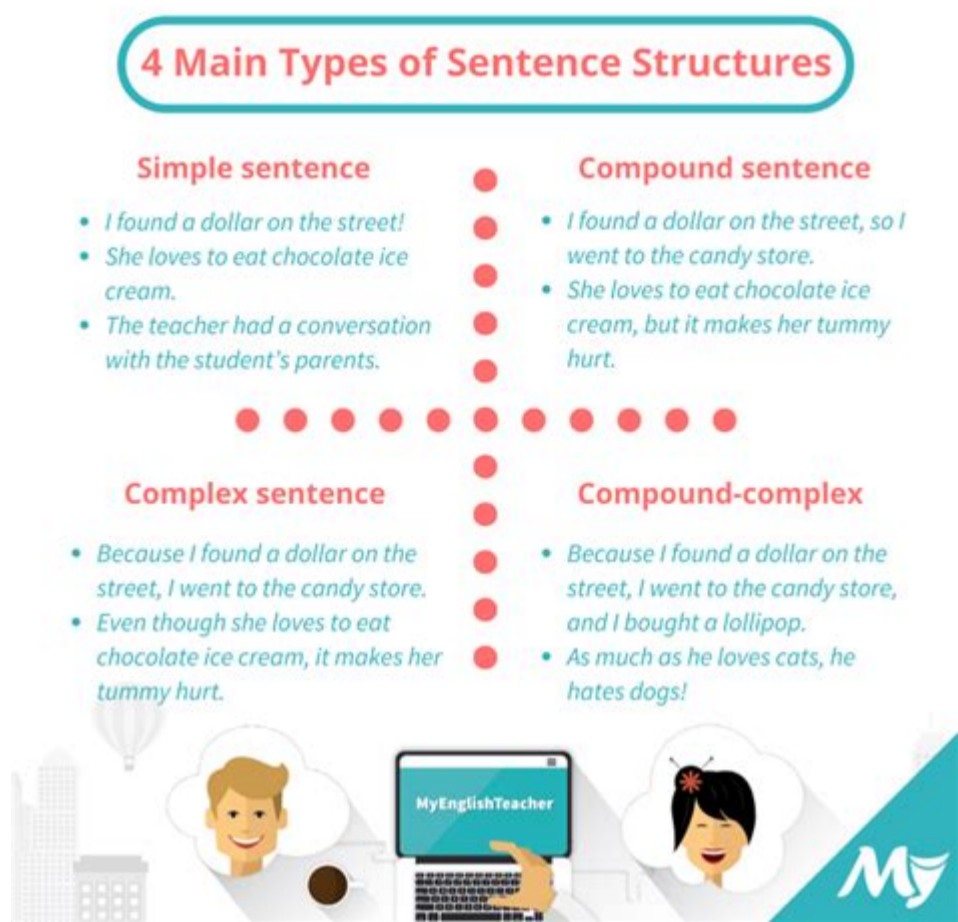 4 Main Types of Sentence Structures
Simple sentence
• I found a dollar on the street!
• She loves to eat chocolate ice
cream.
• The teacher had a conversation
with the student's parents.
Compound sentence
• I found a dollar on the street, so I
went to the candy store.
• She loves to eat chocolate ice
cream, but it makes her tummy
hurt.
Complex sentence
• Because I found a dollar on the
street, I went to the candy store.
• Even though she loves to eat
chocolate ice cream, it makes her
tummy hurt.
Compound-complex
• Because I found a dollar on the
street, I went to the candy store,
and I bought a lollipop.
• As much as he loves cats, he
hates dogs!
MyEnglishTeacher
My